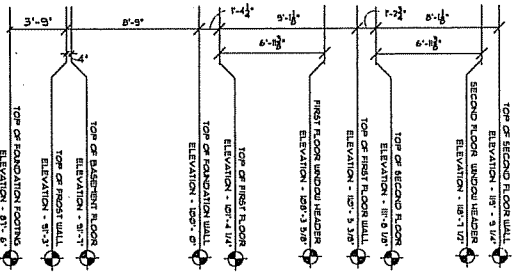 3'-9"
8'-9"
1'-4 1/4"
9'-1 1/8"
1'-2 3/4"
8'-1 1/8"
4"
6'-11 3/8"
6'-11 3/8"
TOP OF FOUNDATION FOOTING
ELEVATION - 87'- 6"
TOP OF FROST WALL
ELEVATION - 91'-3"
TOP OF BASEMENT FLOOR
ELEVATION - 91'-7"
TOP OF FOUNDATION WALL
ELEVATION - 100'- 0"
TOP OF FIRST FLOOR
ELEVATION - 101'-4 1/4"
FIRST FLOOR WINDOW HEADER
ELEVATION - 108'-3 5/8"
TOP OF FIRST FLOOR WALL
ELEVATION - 110'- 5 3/8"
TOP OF SECOND FLOOR
ELEVATION - 111'-8 1/8"
SECOND FLOOR WINDOW HEADER
ELEVATION - 118'-7 1/2"
TOP OF SECOND FLOOR WALL
ELEVATION - 119' - 9 1/4"